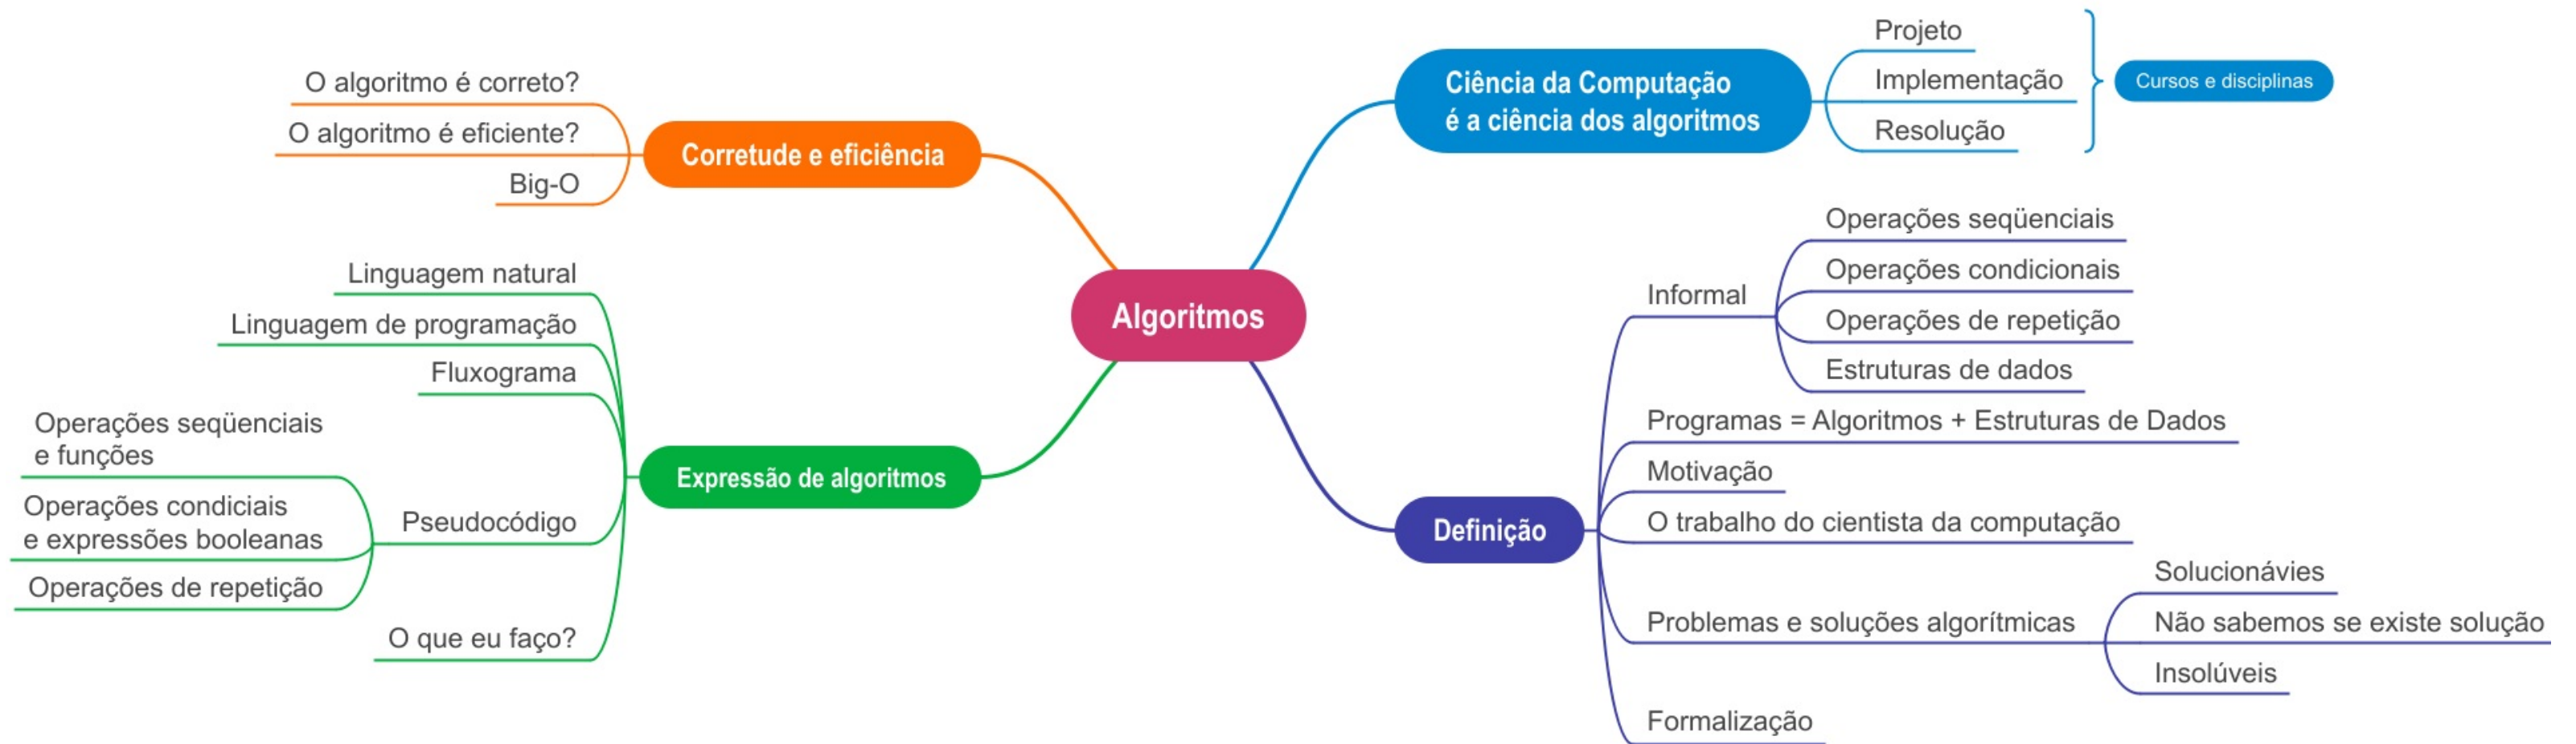 Algoritmos
Ciência da Computação
é a ciência dos algoritmos
Projeto
Implementação
Resolução
Cursos e disciplinas
Definição
Informal
Operações seqüenciais
Operações condicionais
Operações de repetição
Estruturas de dados
Programas = Algoritmos + Estruturas de Dados
Motivação
O trabalho do cientista da computação
Problemas e soluções algorítmicas
Solucionávies
Não sabemos se existe solução
Insolúveis
Formalização
Corretude e eficiência
O algoritmo é correto?
O algoritmo é eficiente?
Big-O
Expressão de algoritmos
Linguagem natural
Linguagem de programação
Fluxograma
Pseudocódigo
Operações seqüenciais
e funções
Operações condiciais
e expressões booleanas
Operações de repetição
O que eu faço?